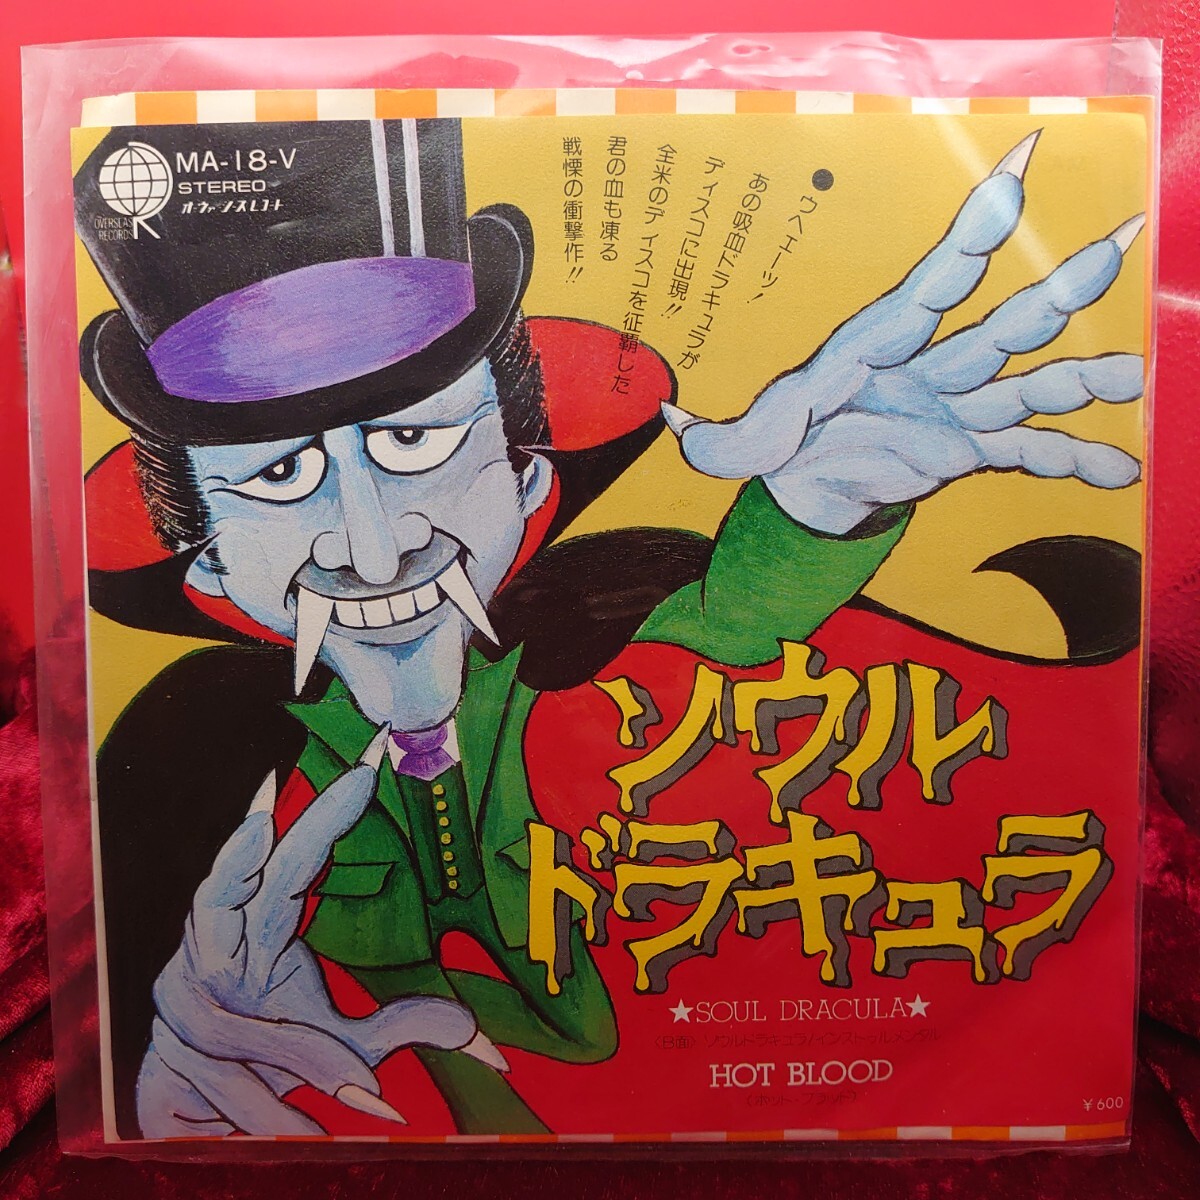 MA-18-V
STEREO
オーヴァーシーズレコード
OVERSEAS
RECORDS
●ウヘエーッ!
あの吸血ドラキュラが
ディスコに出現!!
全米のディスコを征覇した
君の血も凍る
戦慄の衝撃作!!
ソウル
ドラキュラ
★SOUL DRACULA★
〈B面〉ソウルドラキュラ/インストゥルメンタル
HOT BLOOD
〈ホット・ブラッド〉
¥600